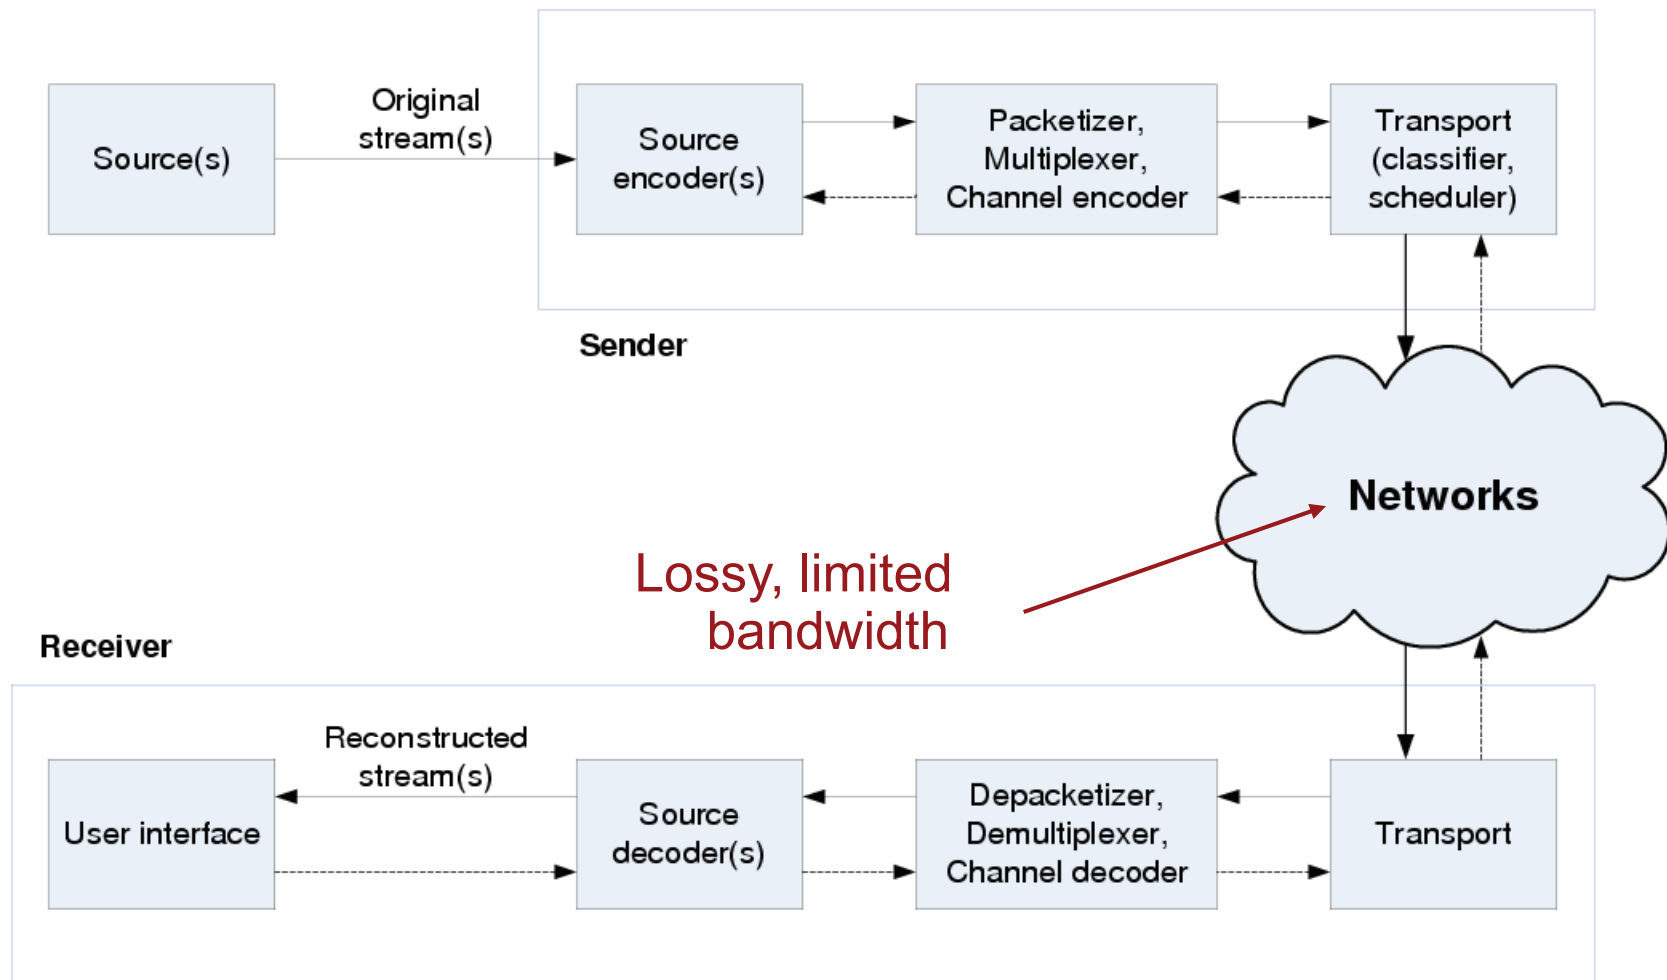 Source(s)
Original
stream(s)
Source
encoder(s)
Packetizer,
Multiplexer,
Channel encoder
Transport
(classifier,
scheduler)
Sender
Networks
Lossy, limited
bandwidth
Receiver
User interface
Reconstructed
stream(s)
Source
decoder(s)
Depacketizer,
Demultiplexer,
Channel decoder
Transport